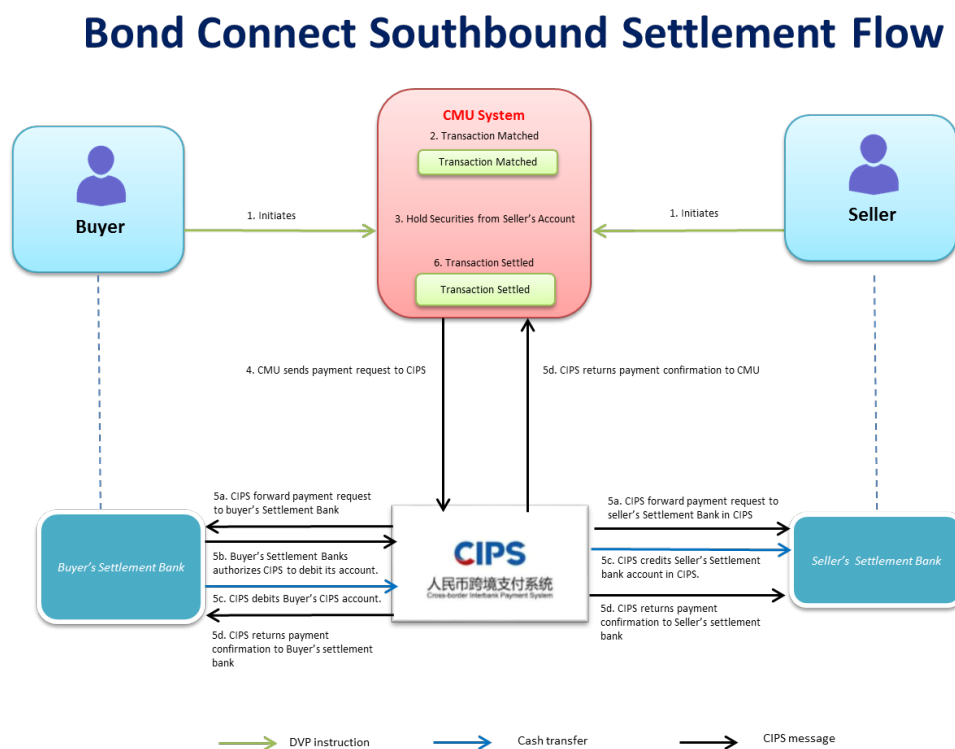 Bond Connect Southbound Settlement Flow
CMU System
2. Transaction Matched
Transaction Matched
Buyer
Seller
1. Initiates
3. Hold Securities from Seller's Account
1. Initiates
6. Transaction Settled
Transaction Settled
4. CMU sends payment request to CIPS
5d. CIPS returns payment confirmation to CMU
5a. CIPS forward payment request
to buyer's Settlement Bank
5a. CIPS forward payment request to
seller's Settlement Bank in CIPS
Buyer's Settlement Bank
5b. Buyer's Settlement Banks
authorizes CIPS to debit its account.
5c. CIPS debits Buyer's CIPS account.
5d. CIPS returns payment
confirmation to Buyer's settlement
bank
CIPS
人民币跨境支付系统
Cross-border Interbank Payment System
5c. CIPS credits Seller's Settlement
bank account in CIPS.
5d. CIPS returns payment
confirmation to Seller's settlement
bank
Seller's Settlement Bank
DVP instruction
Cash transfer
CIPS message